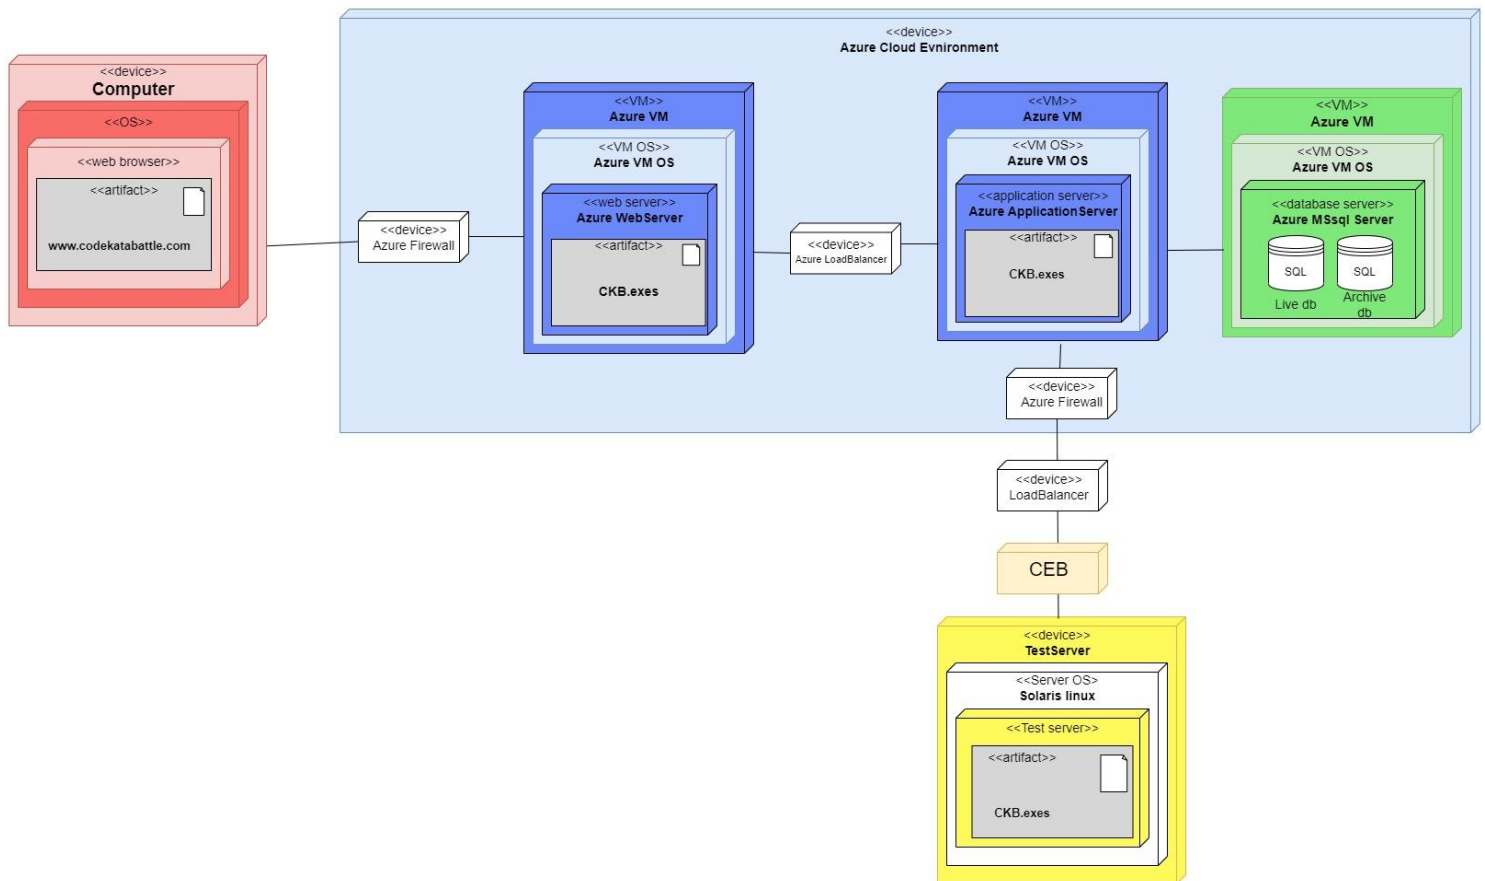 <<device>>
Azure Cloud Evnironment
<<device>>
Computer
<<OS>>
<<web browser>>
<<artifact>>
www.codekatabattle.com
<<device>>
Azure Firewall
<<VM>>
Azure VM
<<VM OS>>
Azure VM OS
<<web server>>
Azure WebServer
<<artifact>>
CKB.exes
<<device>>
Azure LoadBalancer
<<VM>>
Azure VM
<<VM OS>>
Azure VM OS
<<application server>>
Azure ApplicationServer
<<artifact>>
CKB.exes
<<VM>>
Azure VM
<<VM OS>>
Azure VM OS
<<database server>>
Azure MSsql Server
SQL
SQL
Live db
Archive
db
<<device>>
Azure Firewall
<<device>>
LoadBalancer
CEB
<<device>>
TestServer
<<Server OS>
Solaris linux
<<Test server>>
<<artifact>>
CKB.exes